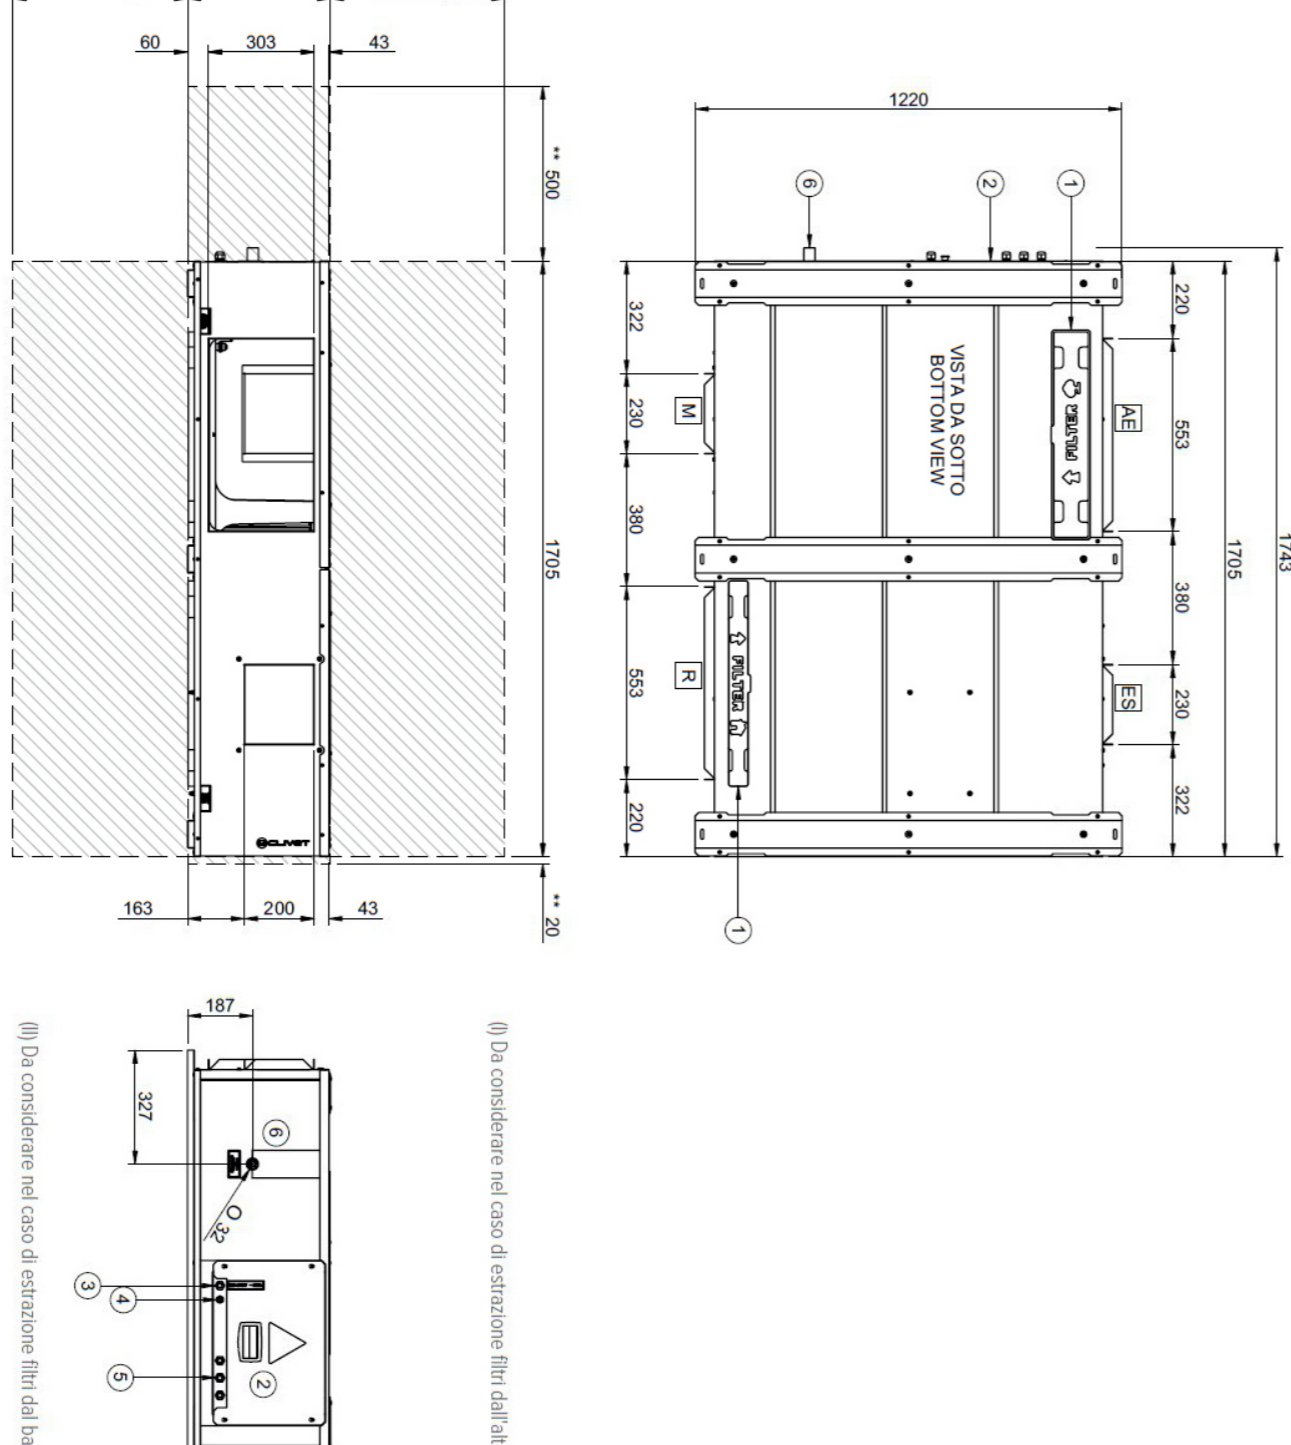 60
303
43
** 500
1705
163
200
43
** 20
CLIVET
1220
6
2
1
322
230
380
553
220
M
R
VISTA DA SOTTO
BOTTOM VIEW
FILTER
FILTER
AE
ES
220
553
380
230
322
1705
1743
1
187
327
6
O 32
3
4
5
2
(I) Da considerare nel caso di estrazione filtri dall'alt
(II) Da considerare nel caso di estrazione filtri dal ba